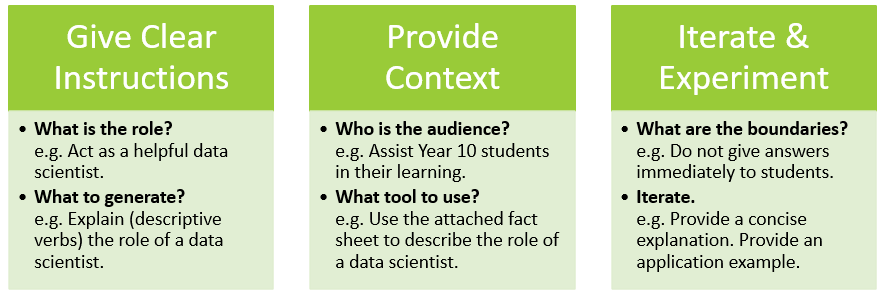 Give Clear
Instructions
• What is the role?
e.g. Act as a helpful data
scientist.
• What to generate?
e.g. Explain (descriptive
verbs) the role of a data
scientist.
Provide
Context
• Who is the audience?
e.g. Assist Year 10 students
in their learning.
• What tool to use?
e.g. Use the attached fact
sheet to describe the role of
a data scientist.
Iterate &
Experiment
• What are the boundaries?
e.g. Do not give answers
immediately to students.
• Iterate.
e.g. Provide a concise
explanation. Provide an
application example.